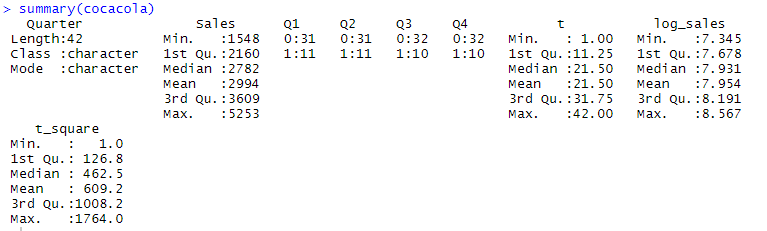 > summary(cocacola)
Quarter Sales Q1 Q2 Q3 Q4 t log_sales
Length:42 Min. :1548 0:31 0:31 0:32 0:32 Min. : 1.00 Min. :7.345
Class :character 1st Qu.:2160 1:11 1:11 1:10 1:10 1st Qu.:11.25 1st Qu.:7.678
Mode :character Median :2782 Median :21.50 Median :7.931
Mean :2994 Mean :21.50 Mean :7.954
3rd Qu.:3609 3rd Qu.:31.75 3rd Qu.:8.191
Max. :5253 Max. :42.00 Max. :8.567
t_square
Min. : 1.0
1st Qu.: 126.8
Median : 462.5
Mean : 609.2
3rd Qu.:1008.2
Max. :1764.0